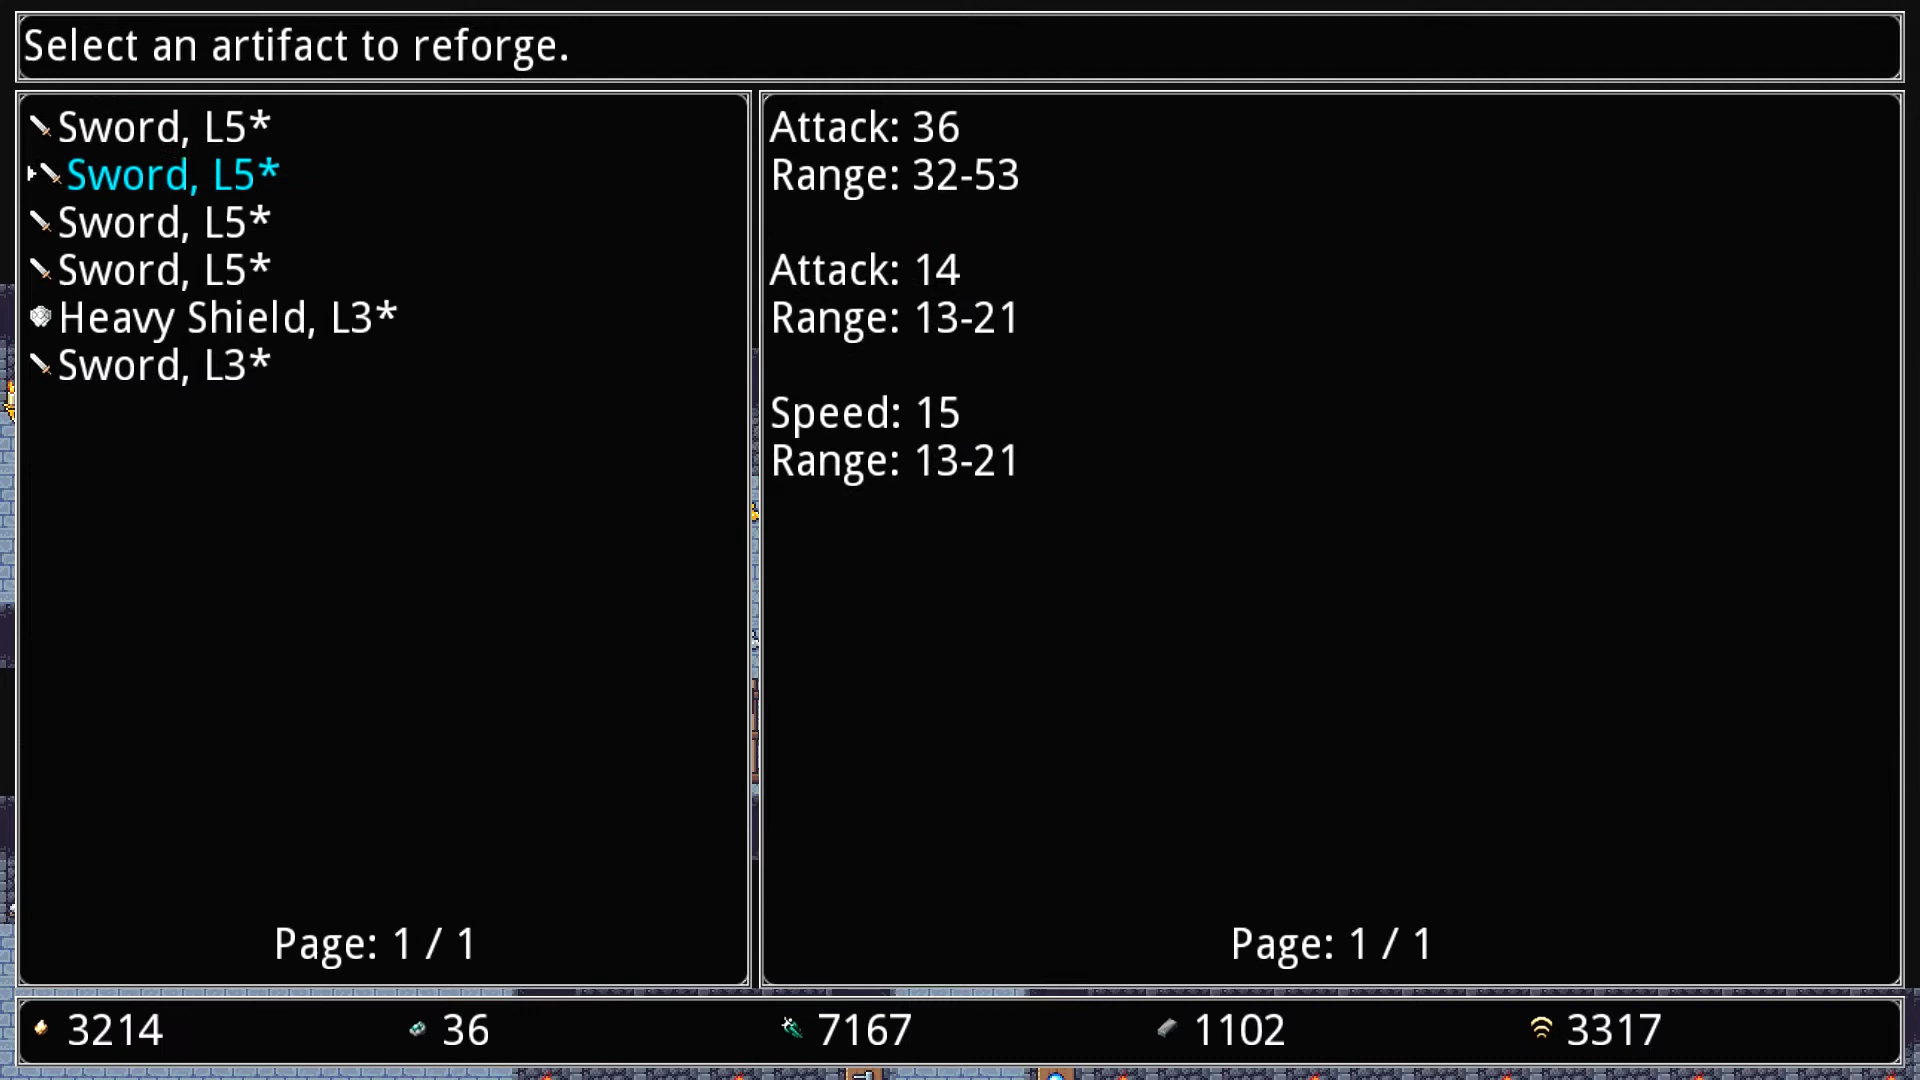 Select an artifact to reforge.
Sword, L5*
Sword, L5*
Sword, L5*
Sword, L5*
Heavy Shield, L3*
Sword, L3*
Page: 1 / 1
Attack: 36
Range: 32-53
Attack: 14
Range: 13-21
Speed: 15
Range: 13-21
Page: 1 / 1
3214 36 7167 1102 3317